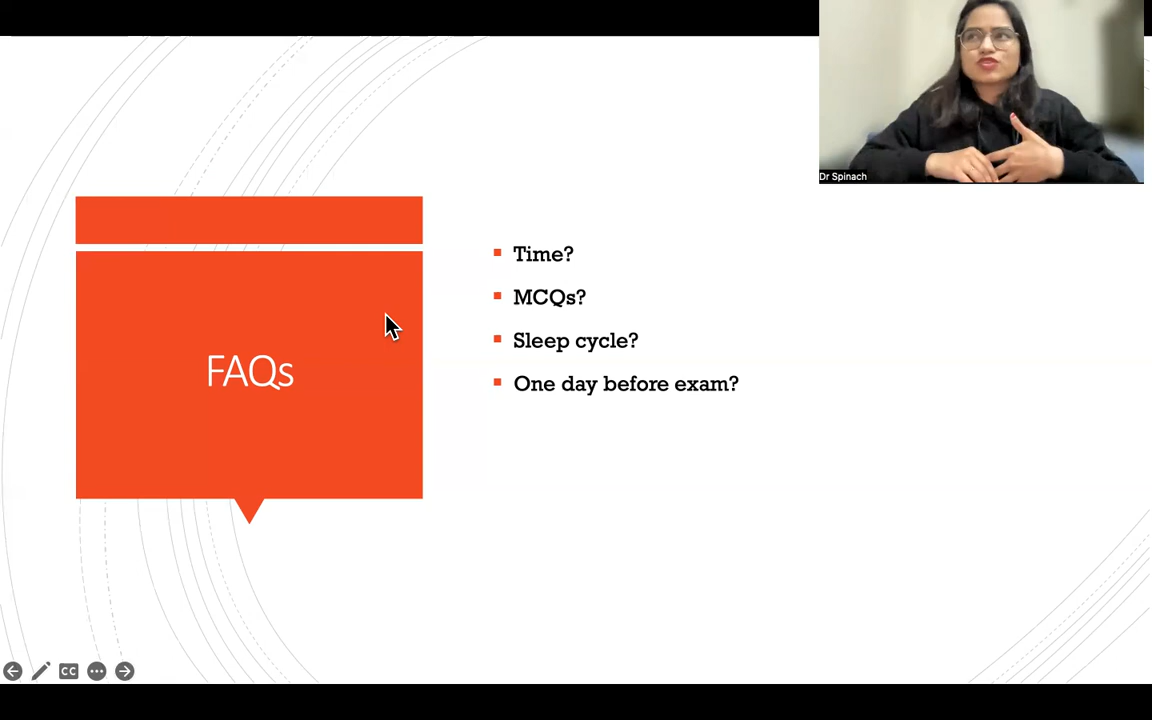 Dr Spinach
FAQs
Time?
MCQs?
Sleep cycle?
One day before exam?
CC